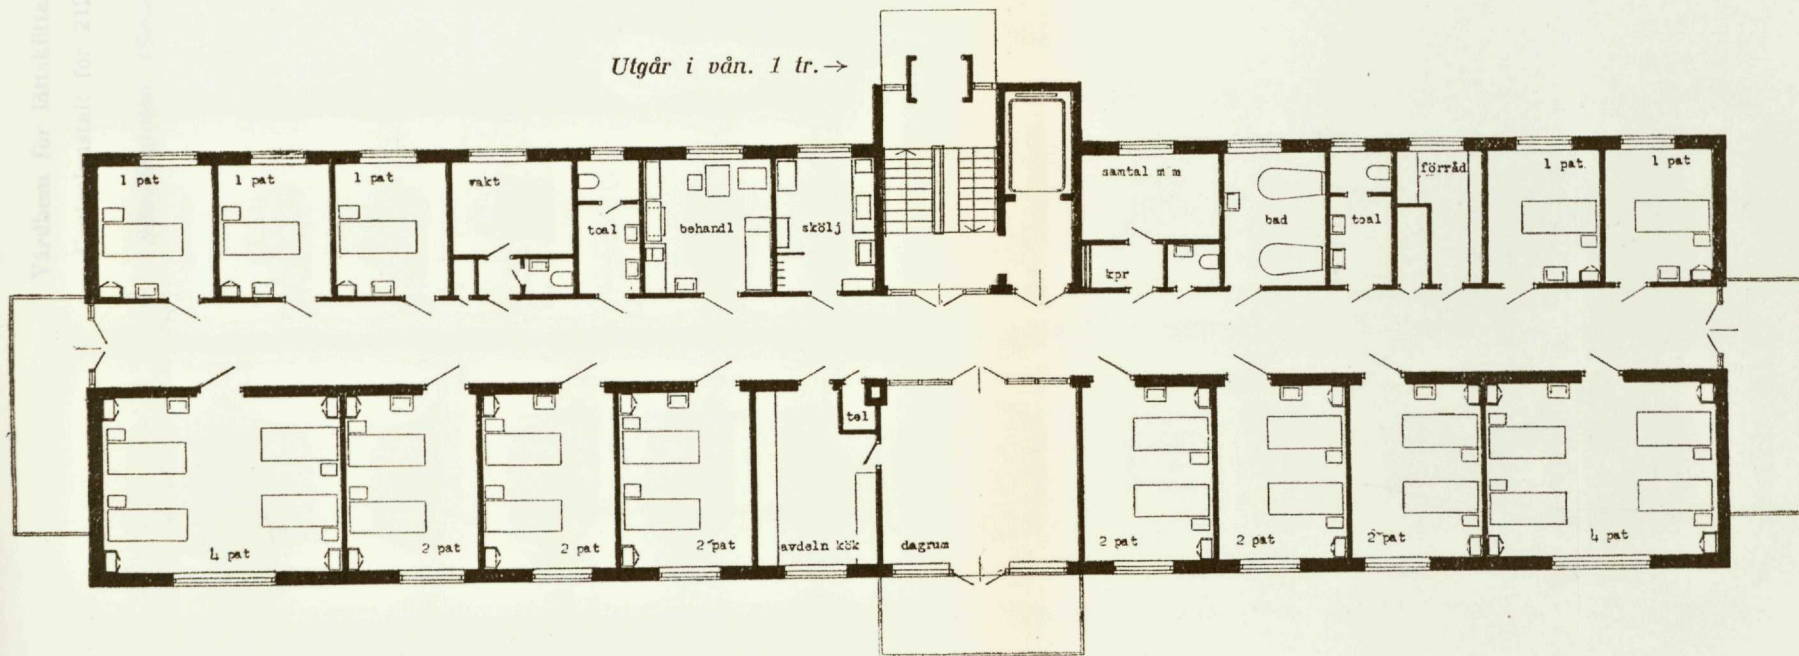 Utgår i vån. 1 tr.→
1 pat
1 pat
1 pat
vakt
toal
behandl
skölj
samtal m m
kpr
bad
toal
förråd
1 pat
1 pat
4 pat
2 pat
2 pat
2 pat
avdeln kök
tel
dagrum
2 pat
2 pat
2 pat
4 pat